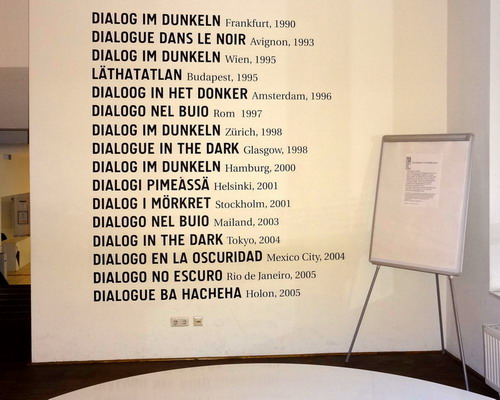 DIALOG IM DUNKELN Frankfurt, 1990
DIALOGUE DANS LE NOIR Avignon, 1993
DIALOG IM DUNKELN Wien, 1995
LÄTHATATLAN Budapest, 1995
DIALOOG IN HET DONKER Amsterdam, 1996
DIALOGO NEL BUIO Rom 1997
DIALOG IM DUNKELN Zürich, 1998
DIALOGUE IN THE DARK Glasgow, 1998
DIALOG IM DUNKELN Hamburg, 2000
DIALOGI PIMEÄSSÄ Helsinki, 2001
DIALOG I MÖRKRET Stockholm, 2001
DIALOGO NEL BUIO Mailand, 2003
DIALOG IN THE DARK Tokyo, 2004
DIALOGO EN LA OSCURIDAD Mexico City, 2004
DIALOGO NO ESCURO Rio de Janeiro, 2005
DIALOGUE BA HACHEHA Holon, 2005